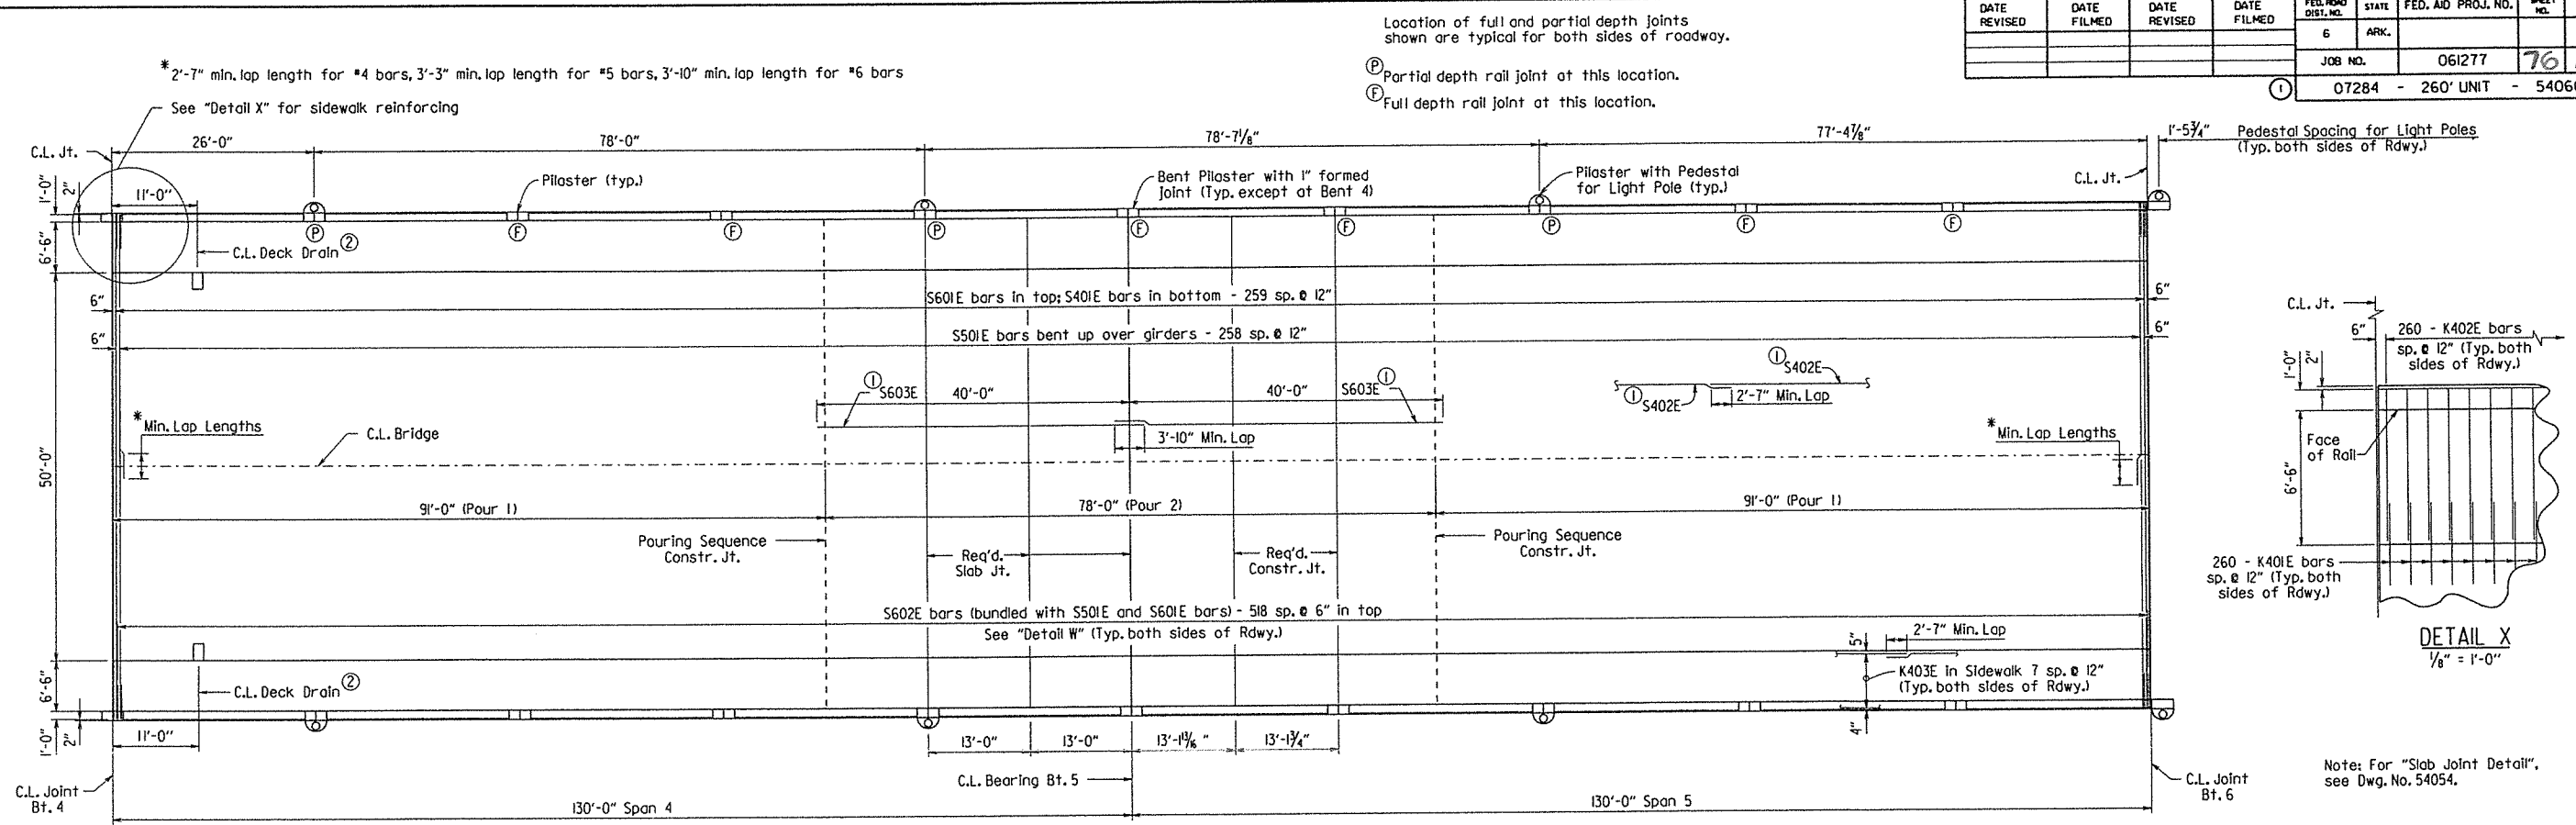 Location of full and partial depth joints
shown are typical for both sides of roadway.
Ⓟ Partial depth rail joint at this location.
Ⓕ Full depth rail joint at this location.
DATE REVISED
DATE FILMED
DATE REVISED
DATE FILMED
FED. ROAD DIST. NO.
STATE
FED. AID PROJ. NO.
SHEET NO.
6
ARK.
JOB NO.
061277
76
① 07284 - 260' UNIT -
*2'-7" min. lap length for #4 bars, 3'-3" min. lap length for #5 bars, 3'-10" min. lap length for #6 bars
See "Detail X" for sidewalk reinforcing
C.L. Jt.
26'-0"
78'-0"
78'-7 1/8"
77'-4 7/8"
1'-5 3/4"
Pedestal Spacing for Light Poles
(Typ. both sides of Rdwy.)
1'-0"
2"
11'-0"
Pilaster (typ.)
Bent Pilaster with 1" formed
joint (Typ. except at Bent 4)
Pilaster with Pedestal
for Light Pole (typ.)
C.L. Jt.
Ⓟ Ⓕ Ⓕ Ⓟ Ⓕ Ⓕ Ⓟ Ⓕ Ⓕ
6'-6"
C.L. Deck Drain ②
6"
S601E bars in top; S401E bars in bottom - 259 sp. @ 12"
6"
6"
S501E bars bent up over girders - 258 sp. @ 12"
6"
① S603E
40'-0"
40'-0"
S603E ①
① S402E
① S402E
2'-7" Min. Lap
3'-10" Min. Lap
*Min. Lap Lengths
C.L. Bridge
*Min. Lap Lengths
50'-0"
91'-0" (Pour 1)
78'-0" (Pour 2)
91'-0" (Pour 1)
Pouring Sequence
Constr. Jt.
Req'd.
Slab Jt.
Req'd.
Constr. Jt.
Pouring Sequence
Constr. Jt.
S602E bars (bundled with S501E and S601E bars) - 518 sp. @ 6" in top
See "Detail W" (Typ. both sides of Rdwy.)
5"
2'-7" Min. Lap
K403E in Sidewalk 7 sp. @ 12"
(Typ. both sides of Rdwy.)
4"
6'-6"
C.L. Deck Drain ②
1'-0"
2"
11'-0"
13'-0"
13'-0"
13'-1 13/16"
13'-1 3/4"
C.L. Bearing Bt. 5
C.L. Joint
Bt. 4
130'-0" Span 4
130'-0" Span 5
C.L. Joint
Bt. 6
C.L. Jt.
6"
260 - K402E bars
sp. @ 12" (Typ. both
sides of Rdwy.)
1'-0"
2"
Face
of Rail
6'-6"
260 - K401E bars
sp. @ 12" (Typ. both
sides of Rdwy.)
DETAIL X
1/8" = 1'-0"
Note: For "Slab Joint Detail",
see Dwg. No. 54054.